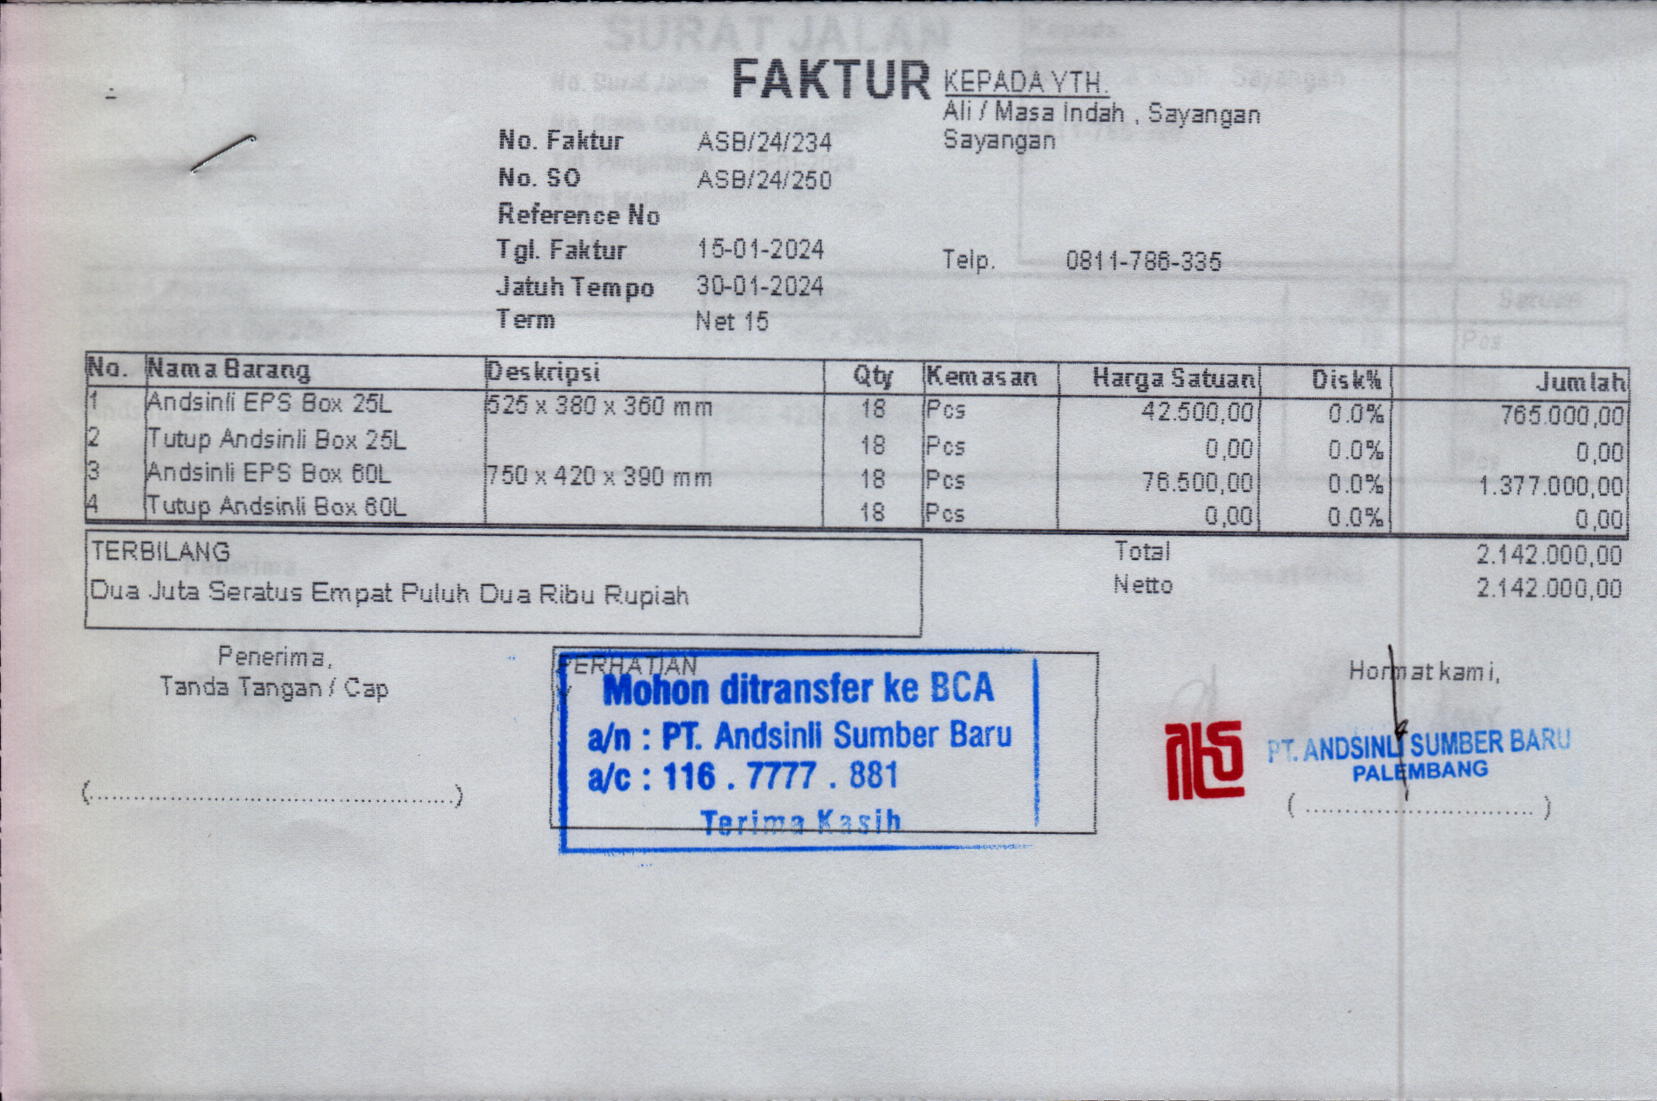 FAKTUR
KEPADA YTH.
Ali / Masa Indah , Sayangan
Sayangan
No. Faktur ASB/24/234
No. SO ASB/24/250
Reference No
Tgl. Faktur 15-01-2024
Jatuh Tempo 30-01-2024
Term Net 15
Telp. 0811-786-335
No. Nama Barang Deskripsi Qty Kemasan Harga Satuan Disk% Jumlah
1 Andsinli EPS Box 25L 525 x 380 x 360 mm 18 Pcs 42.500,00 0.0% 765.000,00
2 Tutup Andsinli Box 25L 18 Pcs 0,00 0.0% 0,00
3 Andsinli EPS Box 60L 750 x 420 x 390 mm 18 Pcs 76.500,00 0.0% 1.377.000,00
4 Tutup Andsinli Box 60L 18 Pcs 0,00 0.0% 0,00
TERBILANG
Dua Juta Seratus Empat Puluh Dua Ribu Rupiah
Total 2.142.000,00
Netto 2.142.000,00
Penerima,
Tanda Tangan / Cap
(..................................................)
PERHATIAN
Mohon ditransfer ke BCA
a/n : PT. Andsinli Sumber Baru
a/c : 116 . 7777 . 881
Terima Kasih
Hormat kami,
PT. ANDSINLI SUMBER BARU
PALEMBANG
( ................................ )
SURAT JALAN
Kepada
Qty Satuan
Pcs
Penerima